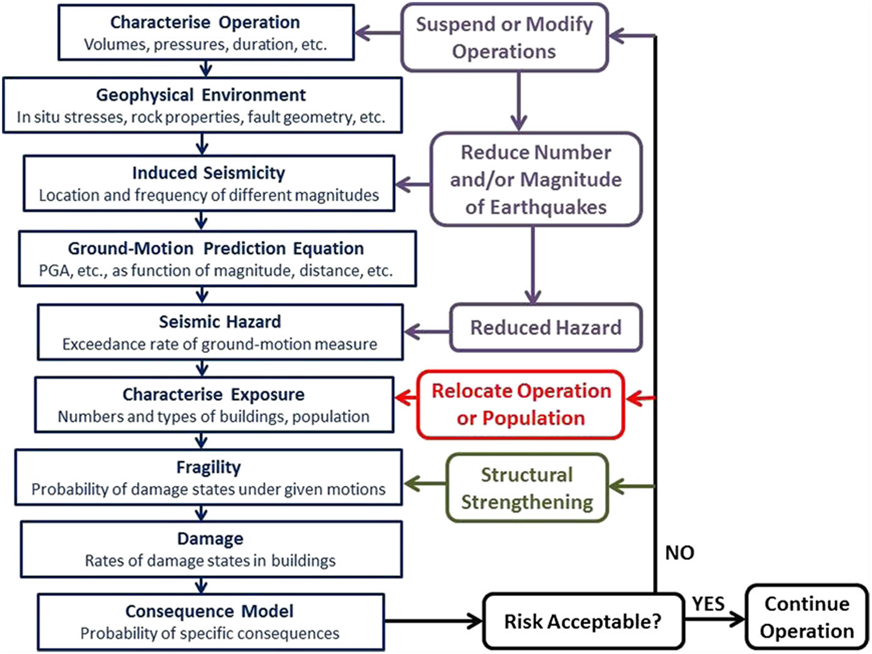 Characterise Operation
Volumes, pressures, duration, etc.
Suspend or Modify
Operations
Geophysical Environment
In situ stresses, rock properties, fault geometry, etc.
Induced Seismicity
Location and frequency of different magnitudes
Reduce Number
and/or Magnitude
of Earthquakes
Ground-Motion Prediction Equation
PGA, etc., as function of magnitude, distance, etc.
Seismic Hazard
Exceedance rate of ground-motion measure
Reduced Hazard
Characterise Exposure
Numbers and types of buildings, population
Relocate Operation
or Population
Fragility
Probability of damage states under given motions
Structural
Strengthening
Damage
Rates of damage states in buildings
NO
Consequence Model
Probability of specific consequences
Risk Acceptable?
YES
Continue
Operation